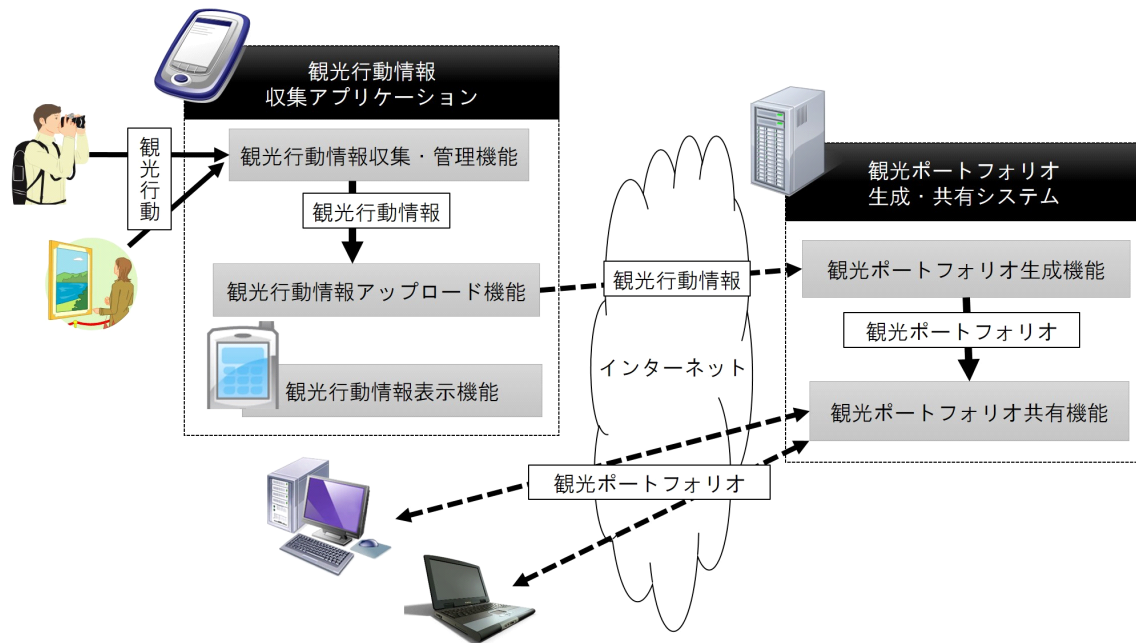 観光行動情報
収集アプリケーション
観光行動
観光行動情報収集・管理機能
観光行動情報
観光行動情報アップロード機能
観光行動情報表示機能
観光行動情報
インターネット
観光ポートフォリオ
観光ポートフォリオ
生成・共有システム
観光ポートフォリオ生成機能
観光ポートフォリオ
観光ポートフォリオ共有機能